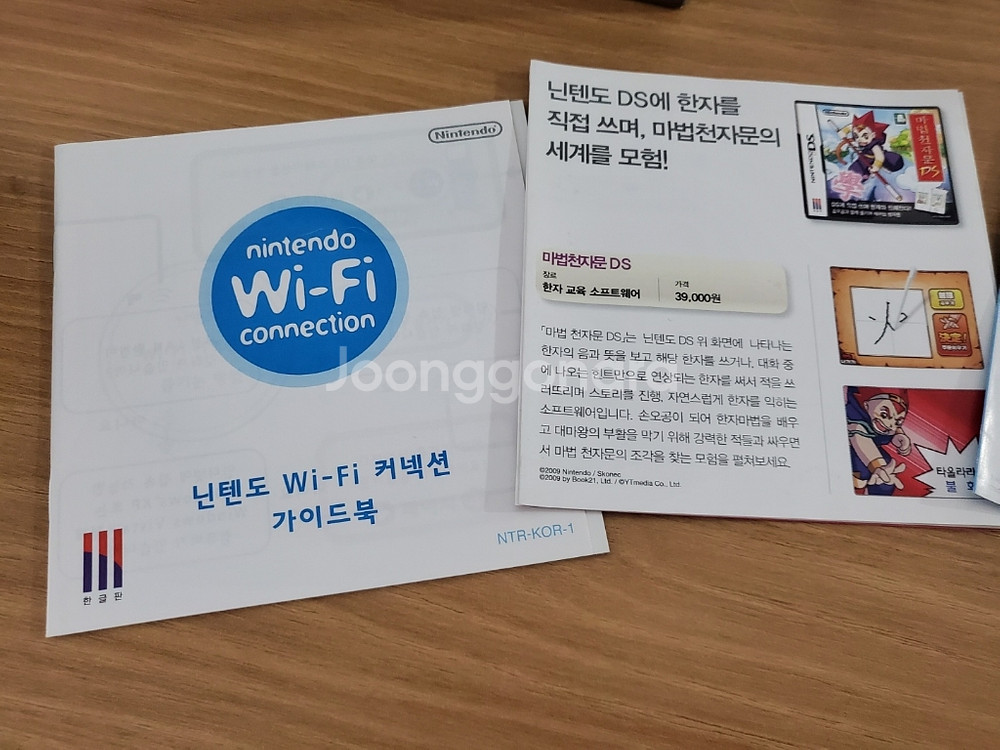 Nintendo
nintendo
Wi-Fi
connection
닌텐도 Wi-Fi 커넥션
가이드북
NTR-KOR-1
한글판
닌텐도 DS에 한자를
직접 쓰며, 마법천자문의
세계를 모험!
마법천자문 DS
장르
한자 교육 소프트웨어
가격
39,000원
「마법 천자문 DS」는 닌텐도 DS 위 화면에 나타나는
한자의 음과 뜻을 보고 해당 한자를 쓰거나, 대화 중
에 나오는 힌트만으로 연상되는 한자를 써서 적을 쓰
러뜨리며 스토리를 진행, 자연스럽게 한자를 익히는
소프트웨어입니다. 손오공이 되어 한자마법을 배우
고 대마왕의 부활을 막기 위해 강력한 적들과 싸우면
서 마법 천자문의 조각을 찾는 모험을 펼쳐보세요.
©2009 Nintendo / Skonec
©2009 by Book21, Ltd. / ©YTmedia Co., Ltd.
Nintendo
마법천자문
DS
學
決定!
타올라라
불 화
Joonggonara